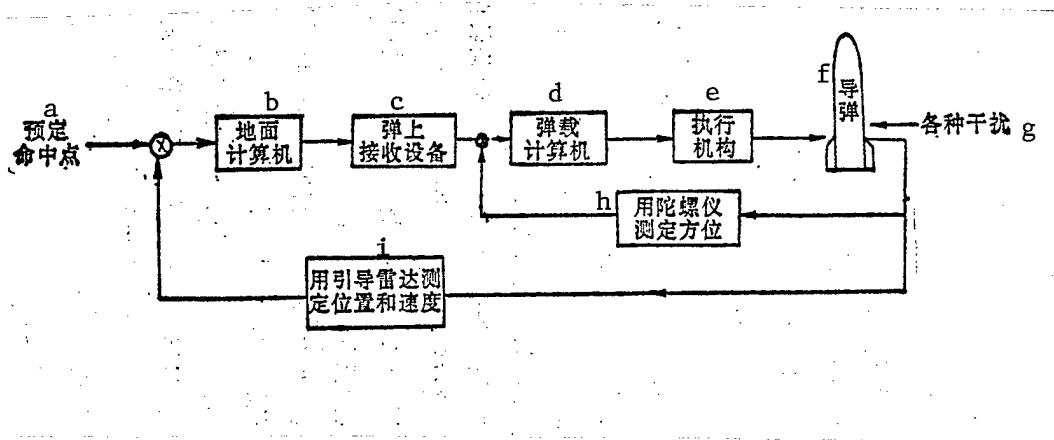 a
预定
命中点
b
地面
计算机
c
弹上
接收设备
d
弹载
计算机
e
执行
机构
f
导弹
各种干扰 g
h
用陀螺仪
测定方位
i
用引导雷达测
定位置和速度